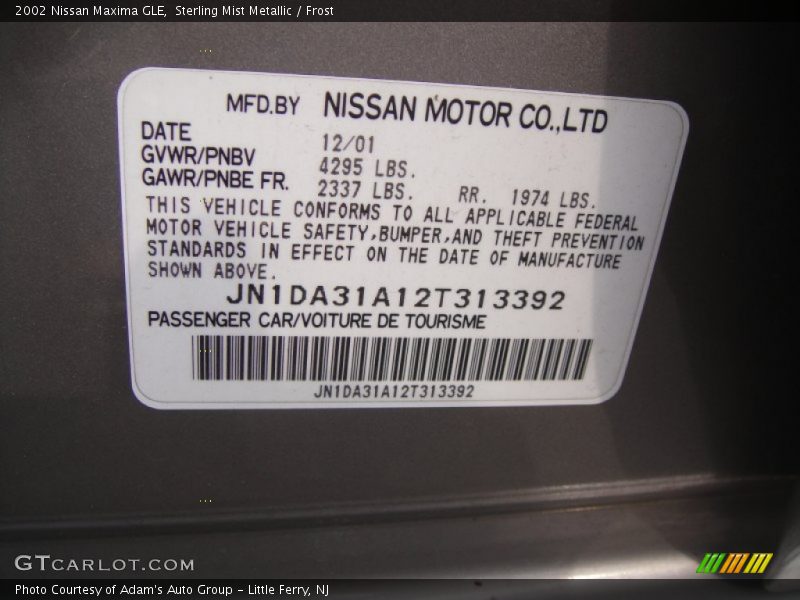 2002 Nissan Maxima GLE,  Sterling Mist Metallic / Frost
MFD.BY NISSAN MOTOR CO.,LTD
DATE 12/01
GVWR/PNBV 4295 LBS.
GAWR/PNBE FR. 2337 LBS. RR. 1974 LBS.
THIS VEHICLE CONFORMS TO ALL APPLICABLE FEDERAL
MOTOR VEHICLE SAFETY,BUMPER,AND THEFT PREVENTION
STANDARDS IN EFFECT ON THE DATE OF MANUFACTURE
SHOWN ABOVE.
JN1DA31A12T313392
PASSENGER CAR/VOITURE DE TOURISME
JN1DA31A12T313392
GTCARLOT.COM
Photo Courtesy of Adam's Auto Group - Little Ferry, NJ